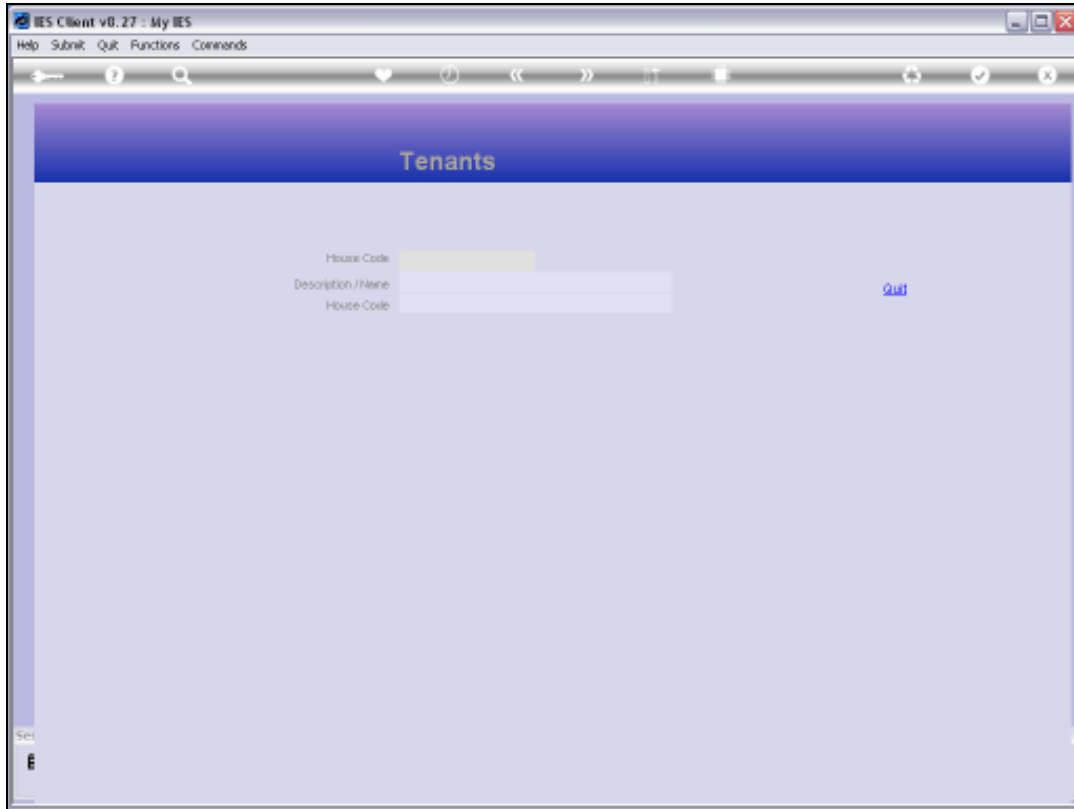 IES Client v8.27 : My IES
Help Submit Quit Functions Commands
Tenants
House Code
Description / Name
Quit
House Code
Ses